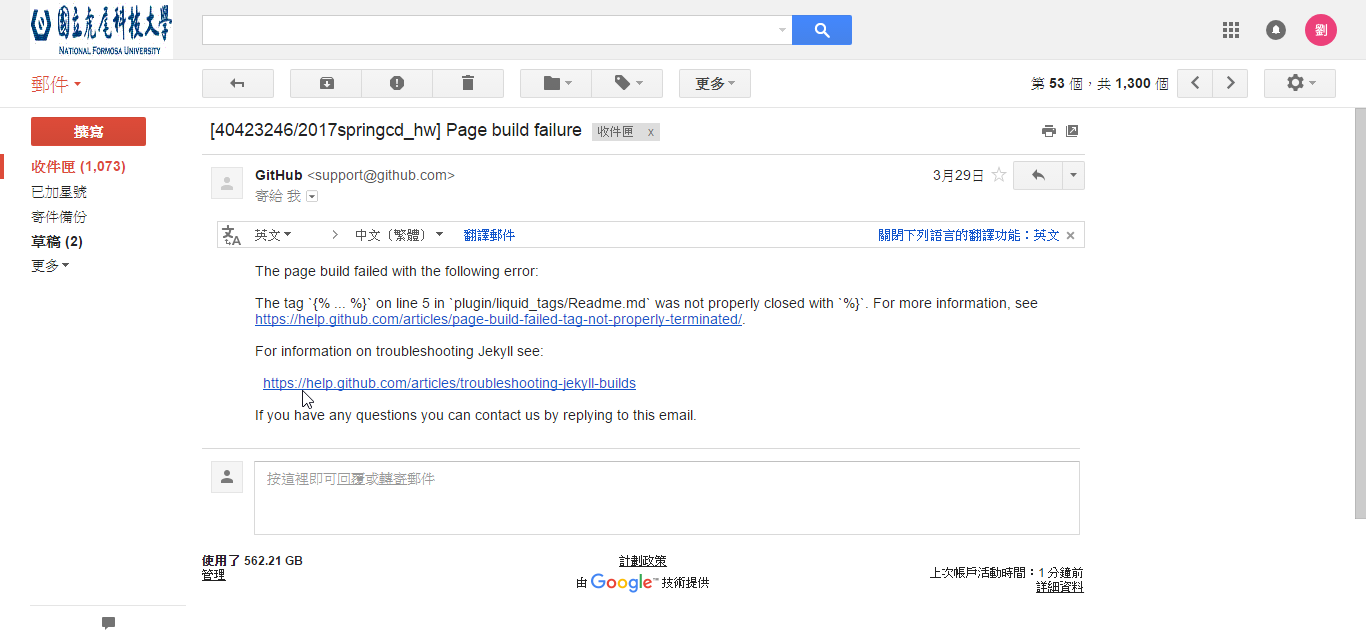 國立虎尾科技大學
NATIONAL FORMOSA UNIVERSITY
劉
郵件
更多
第 53 個，共 1,300 個
撰寫
收件匣 (1,073)
已加星號
寄件備份
草稿 (2)
更多
[40423246/2017springcd_hw] Page build failure 收件匣 x
GitHub <support@github.com> 3月29日
寄給 我
英文 > 中文（繁體） 翻譯郵件 關閉下列語言的翻譯功能：英文 ×
The page build failed with the following error:
The tag `{% ... %}` on line 5 in `plugin/liquid_tags/Readme.md` was not properly closed with `%}`. For more information, see
https://help.github.com/articles/page-build-failed-tag-not-properly-terminated/.
For information on troubleshooting Jekyll see:
https://help.github.com/articles/troubleshooting-jekyll-builds
If you have any questions you can contact us by replying to this email.
按這裡即可回覆或轉寄郵件
使用了 562.21 GB
管理
計劃政策
由 Google™ 技術提供
上次帳戶活動時間：1 分鐘前
詳細資料